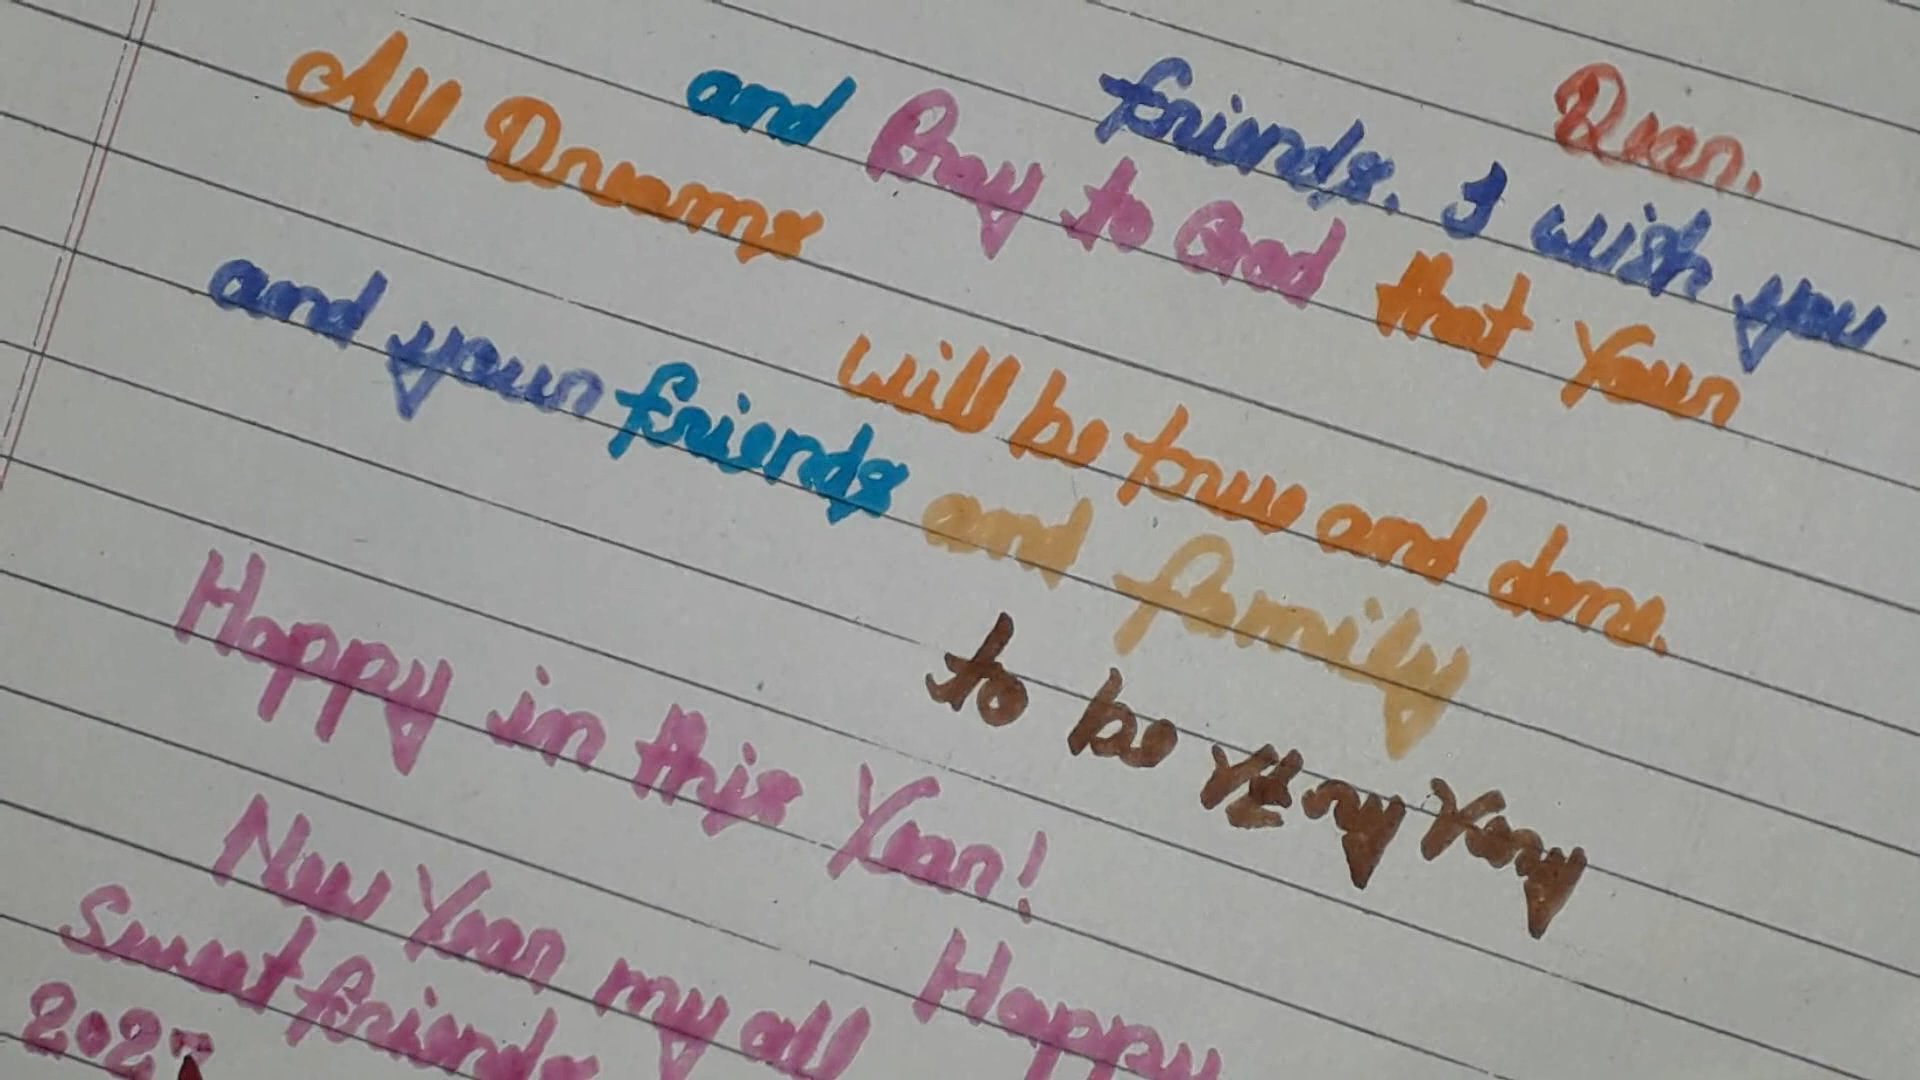 Dear,
friends, I wish you
and Pray to God that Your
All Dreams
will be true and done,
and your friends and family
to be very Very
Happy in this Year!
Happy
New Year my all
Sweet friends
2023